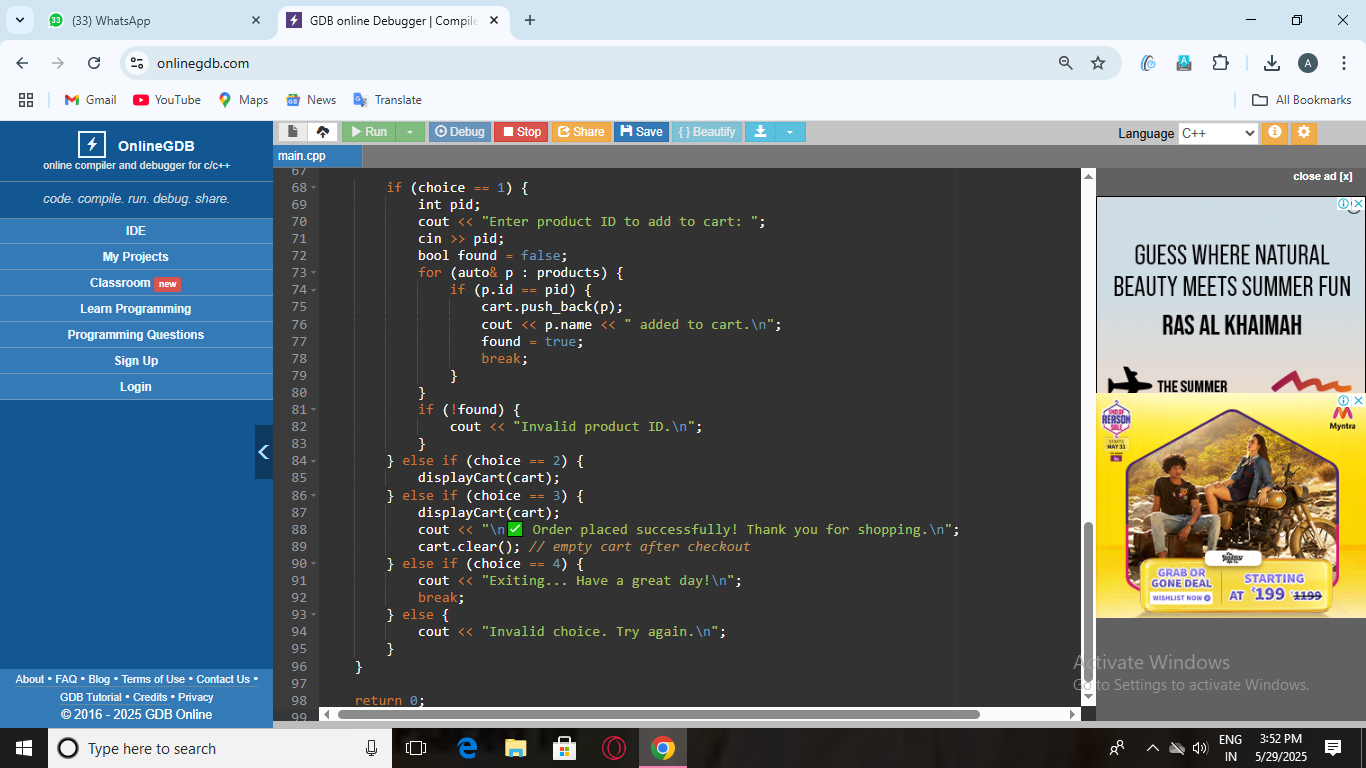 (33) WhatsApp
GDB online Debugger | Compile
onlinegdb.com
A
Gmail
YouTube
Maps
News
Translate
All Bookmarks
OnlineGDB
online compiler and debugger for c/c++
code. compile. run. debug. share.
IDE
My Projects
Classroom new
Learn Programming
Programming Questions
Sign Up
Login
About • FAQ • Blog • Terms of Use • Contact Us •
GDB Tutorial • Credits • Privacy
© 2016 - 2025 GDB Online
Run
Debug
Stop
Share
Save
{ } Beautify
Language C++
main.cpp
67
68 if (choice == 1) {
69 int pid;
70 cout << "Enter product ID to add to cart: ";
71 cin >> pid;
72 bool found = false;
73 for (auto& p : products) {
74 if (p.id == pid) {
75 cart.push_back(p);
76 cout << p.name << " added to cart.\n";
77 found = true;
78 break;
79 }
80 }
81 if (!found) {
82 cout << "Invalid product ID.\n";
83 }
84 } else if (choice == 2) {
85 displayCart(cart);
86 } else if (choice == 3) {
87 displayCart(cart);
88 cout << "\n✅ Order placed successfully! Thank you for shopping.\n";
89 cart.clear(); // empty cart after checkout
90 } else if (choice == 4) {
91 cout << "Exiting... Have a great day!\n";
92 break;
93 } else {
94 cout << "Invalid choice. Try again.\n";
95 }
96 }
97
98 return 0;
99
close ad [x]
GUESS WHERE NATURAL
BEAUTY MEETS SUMMER FUN
RAS AL KHAIMAH
THE SUMMER
END OF
REASON
SALE
STARTS
MAY 31
Myntra
GRAB OR
GONE DEAL
WISHLIST NOW
STARTING
AT ₹199 ₹1199
Activate Windows
Go to Settings to activate Windows.
Type here to search
ENG
IN
3:52 PM
5/29/2025